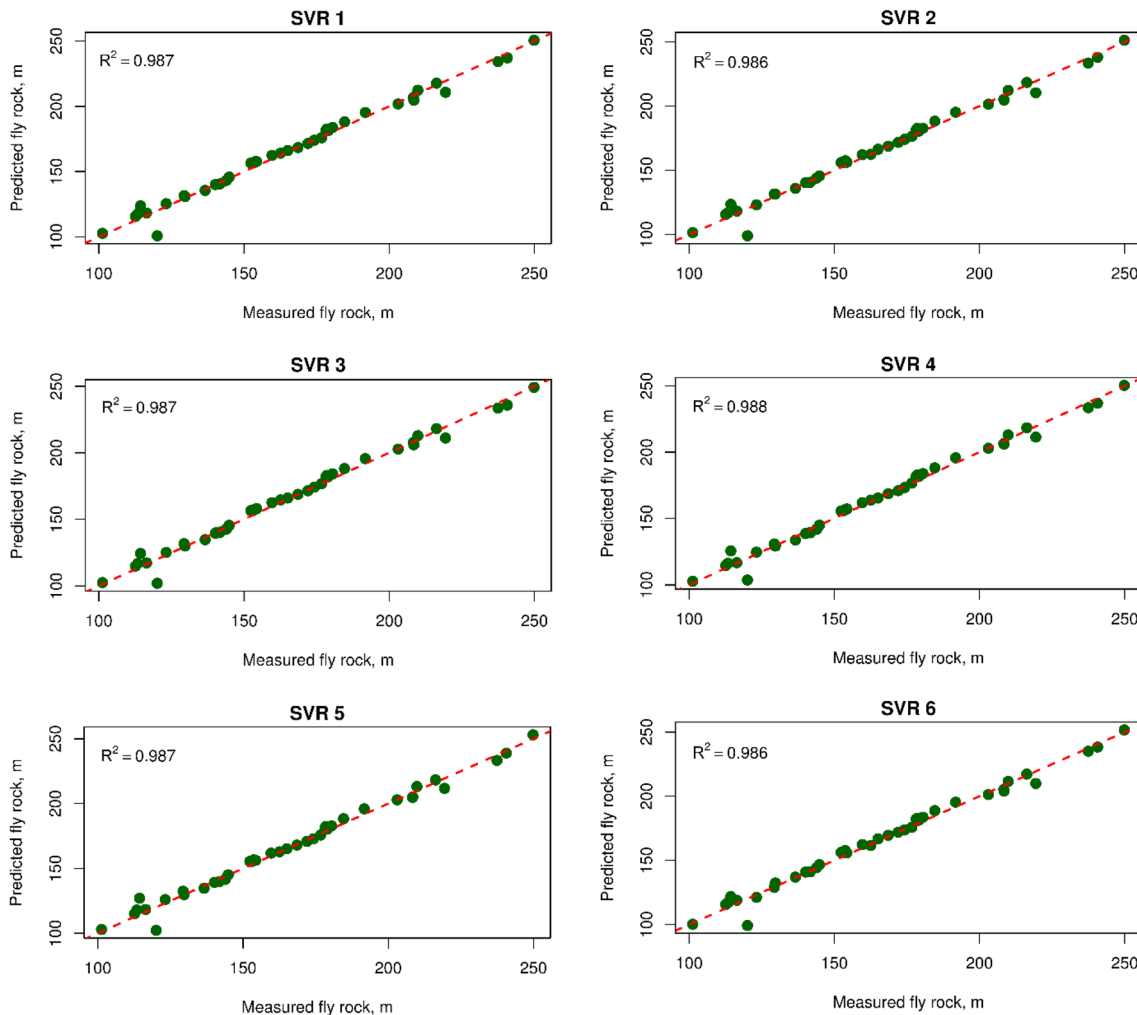 SVR 1
R² = 0.987
Predicted fly rock, m
250
200
150
100
100 150 200 250
Measured fly rock, m
SVR 2
R² = 0.986
Predicted fly rock, m
250
200
150
100
100 150 200 250
Measured fly rock, m
SVR 3
R² = 0.987
Predicted fly rock, m
250
200
150
100
100 150 200 250
Measured fly rock, m
SVR 4
R² = 0.988
Predicted fly rock, m
250
200
150
100
100 150 200 250
Measured fly rock, m
SVR 5
R² = 0.987
Predicted fly rock, m
250
200
150
100
100 150 200 250
Measured fly rock, m
SVR 6
R² = 0.986
Predicted fly rock, m
250
200
150
100
100 150 200 250
Measured fly rock, m